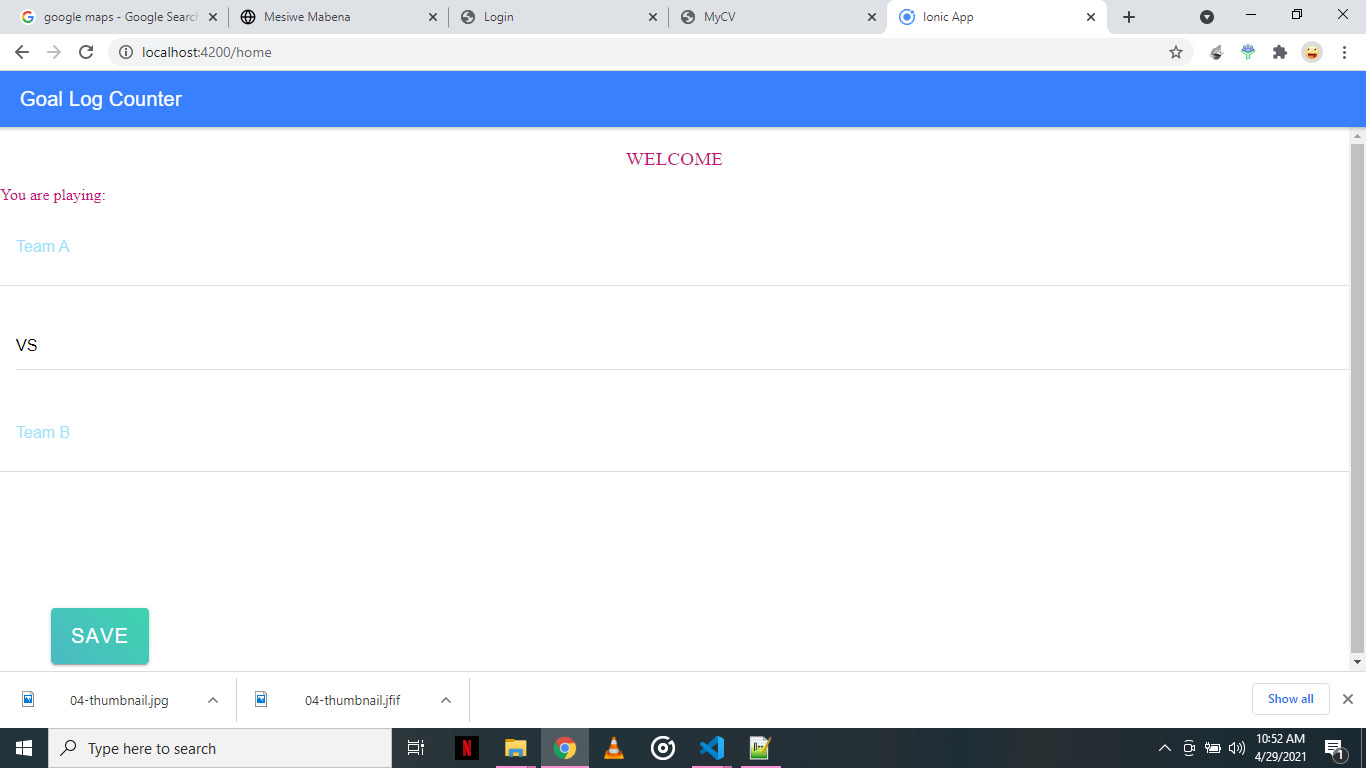 google maps - Google Search
Mesiwe Mabena
Login
MyCV
Ionic App
localhost:4200/home
Goal Log Counter
WELCOME
You are playing:
Team A
VS
Team B
SAVE
04-thumbnail.jpg
04-thumbnail.jfif
Show all
Type here to search
N
10:52 AM
4/29/2021
1